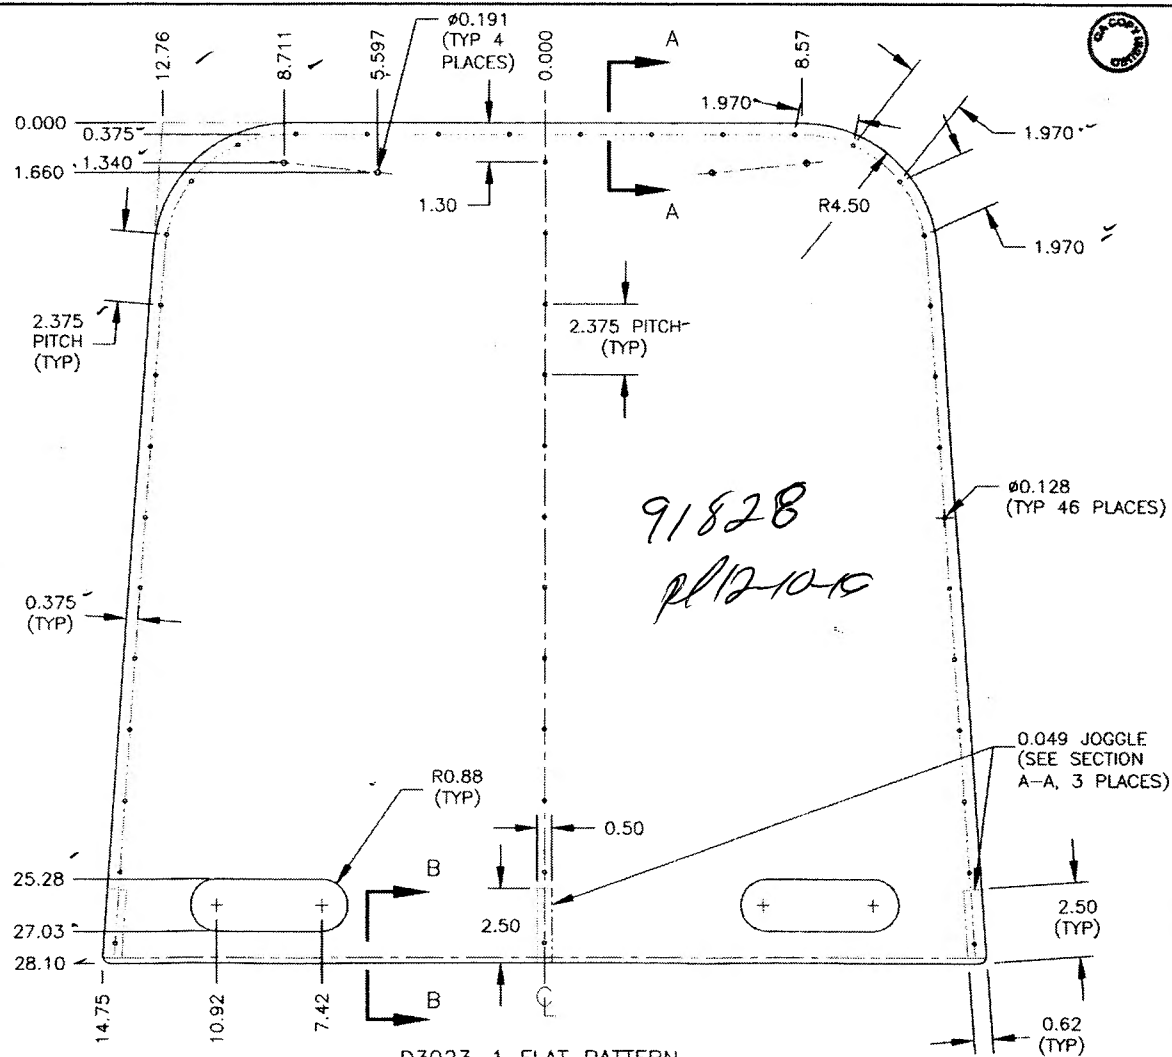 ø0.191
(TYP 4
PLACES)
12.76
8.711
5.597
0.000
A
8.57
1.970
0.000
0.375
1.340
1.660
1.30
A
R4.50
1.970
1.970
2.375
PITCH
(TYP)
2.375 PITCH
(TYP)
91828
ø0.128
(TYP 46 PLACES)
0.375
(TYP)
0.049 JOGGLE
(SEE SECTION
A-A, 3 PLACES)
R0.88
(TYP)
0.50
25.28
B
2.50
2.50
(TYP)
27.03
28.10
14.75
10.92
7.42
B
0.62
(TYP)
D3023-1 FLAT PATTERN